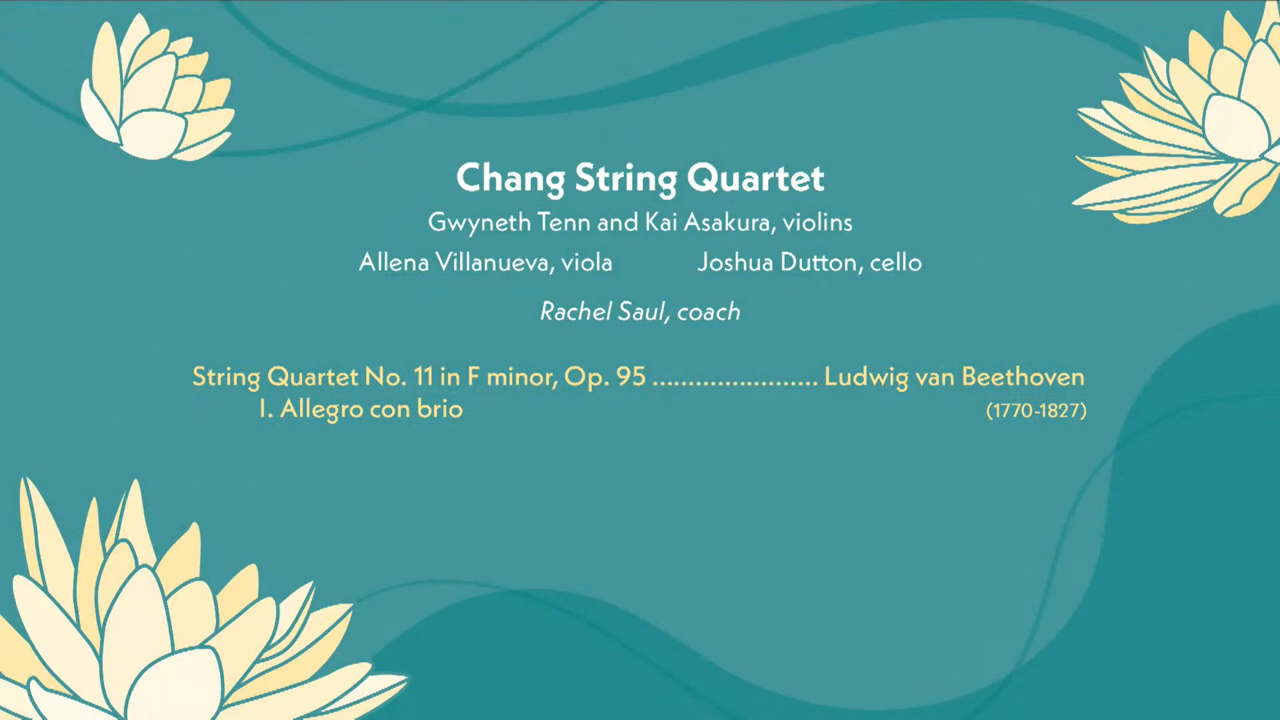 Chang String Quartet
Gwyneth Tenn and Kai Asakura, violins
Allena Villanueva, viola Joshua Dutton, cello
Rachel Saul, coach
String Quartet No. 11 in F minor, Op. 95 ....................... Ludwig van Beethoven
I. Allegro con brio (1770-1827)